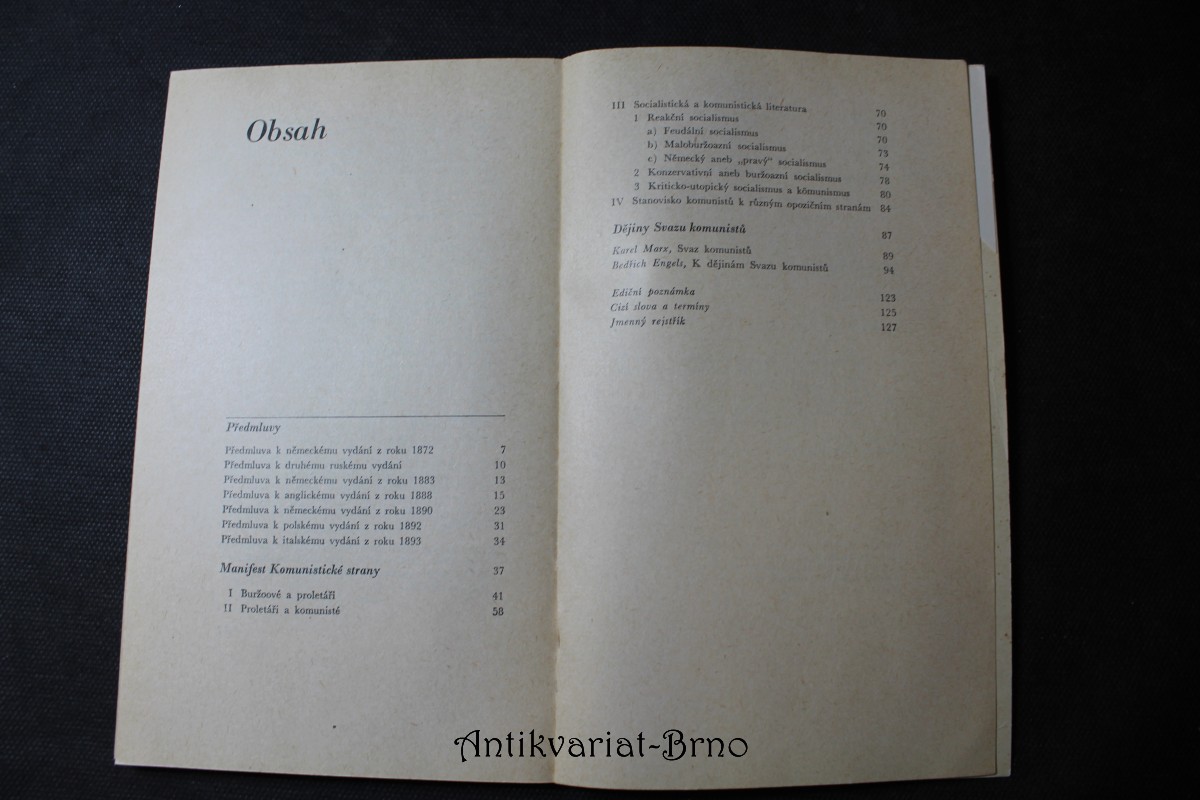 Obsah
Předmluvy
Předmluva k německému vydání z roku 1872 7
Předmluva k druhému ruskému vydání 10
Předmluva k německému vydání z roku 1883 13
Předmluva k anglickému vydání z roku 1888 15
Předmluva k německému vydání z roku 1890 23
Předmluva k polskému vydání z roku 1892 31
Předmluva k italskému vydání z roku 1893 34
Manifest Komunistické strany 37
I Buržoové a proletáři 41
II Proletáři a komunisté 58
III Socialistická a komunistická literatura 70
1 Reakční socialismus 70
a) Feudální socialismus 70
b) Maloburžoazní socialismus 73
c) Německý aneb „pravý“ socialismus 74
2 Konzervativní aneb buržoazní socialismus 78
3 Kriticko-utopický socialismus a komunismus 80
IV Stanovisko komunistů k různým opozičním stranám 84
Dějiny Svazu komunistů 87
Karel Marx, Svaz komunistů 89
Bedřich Engels, K dějinám Svazu komunistů 94
Ediční poznámka 123
Cizí slova a termíny 125
Jmenný rejstřík 127
Antikvariat-Brno